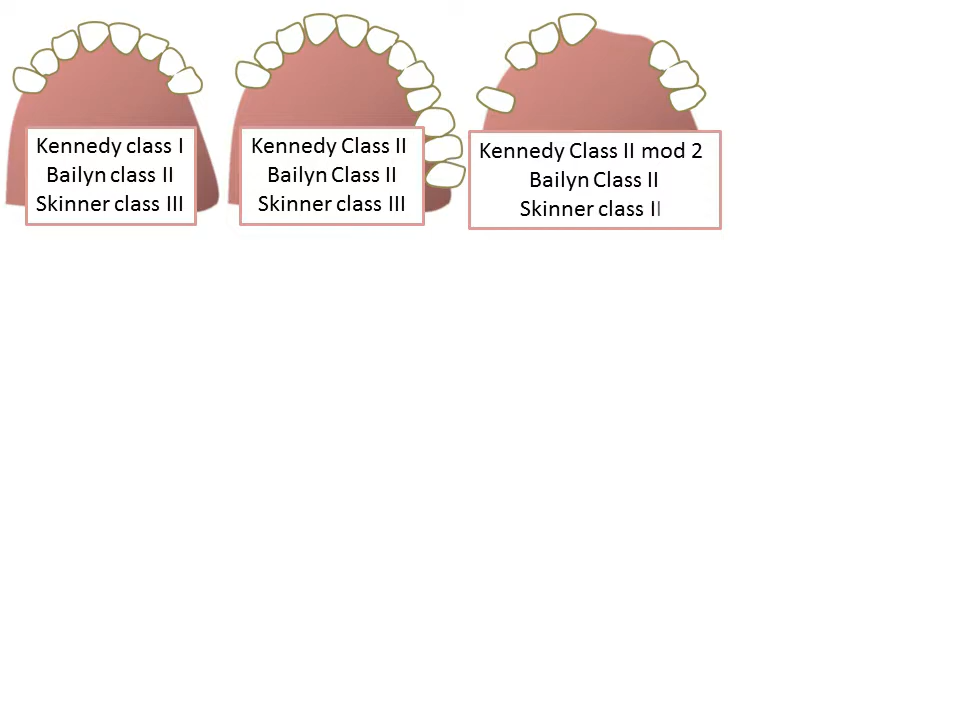 Kennedy class I
Bailyn class II
Skinner class III
Kennedy Class II
Bailyn Class II
Skinner class III
Kennedy Class II mod 2
Bailyn Class II
Skinner class II